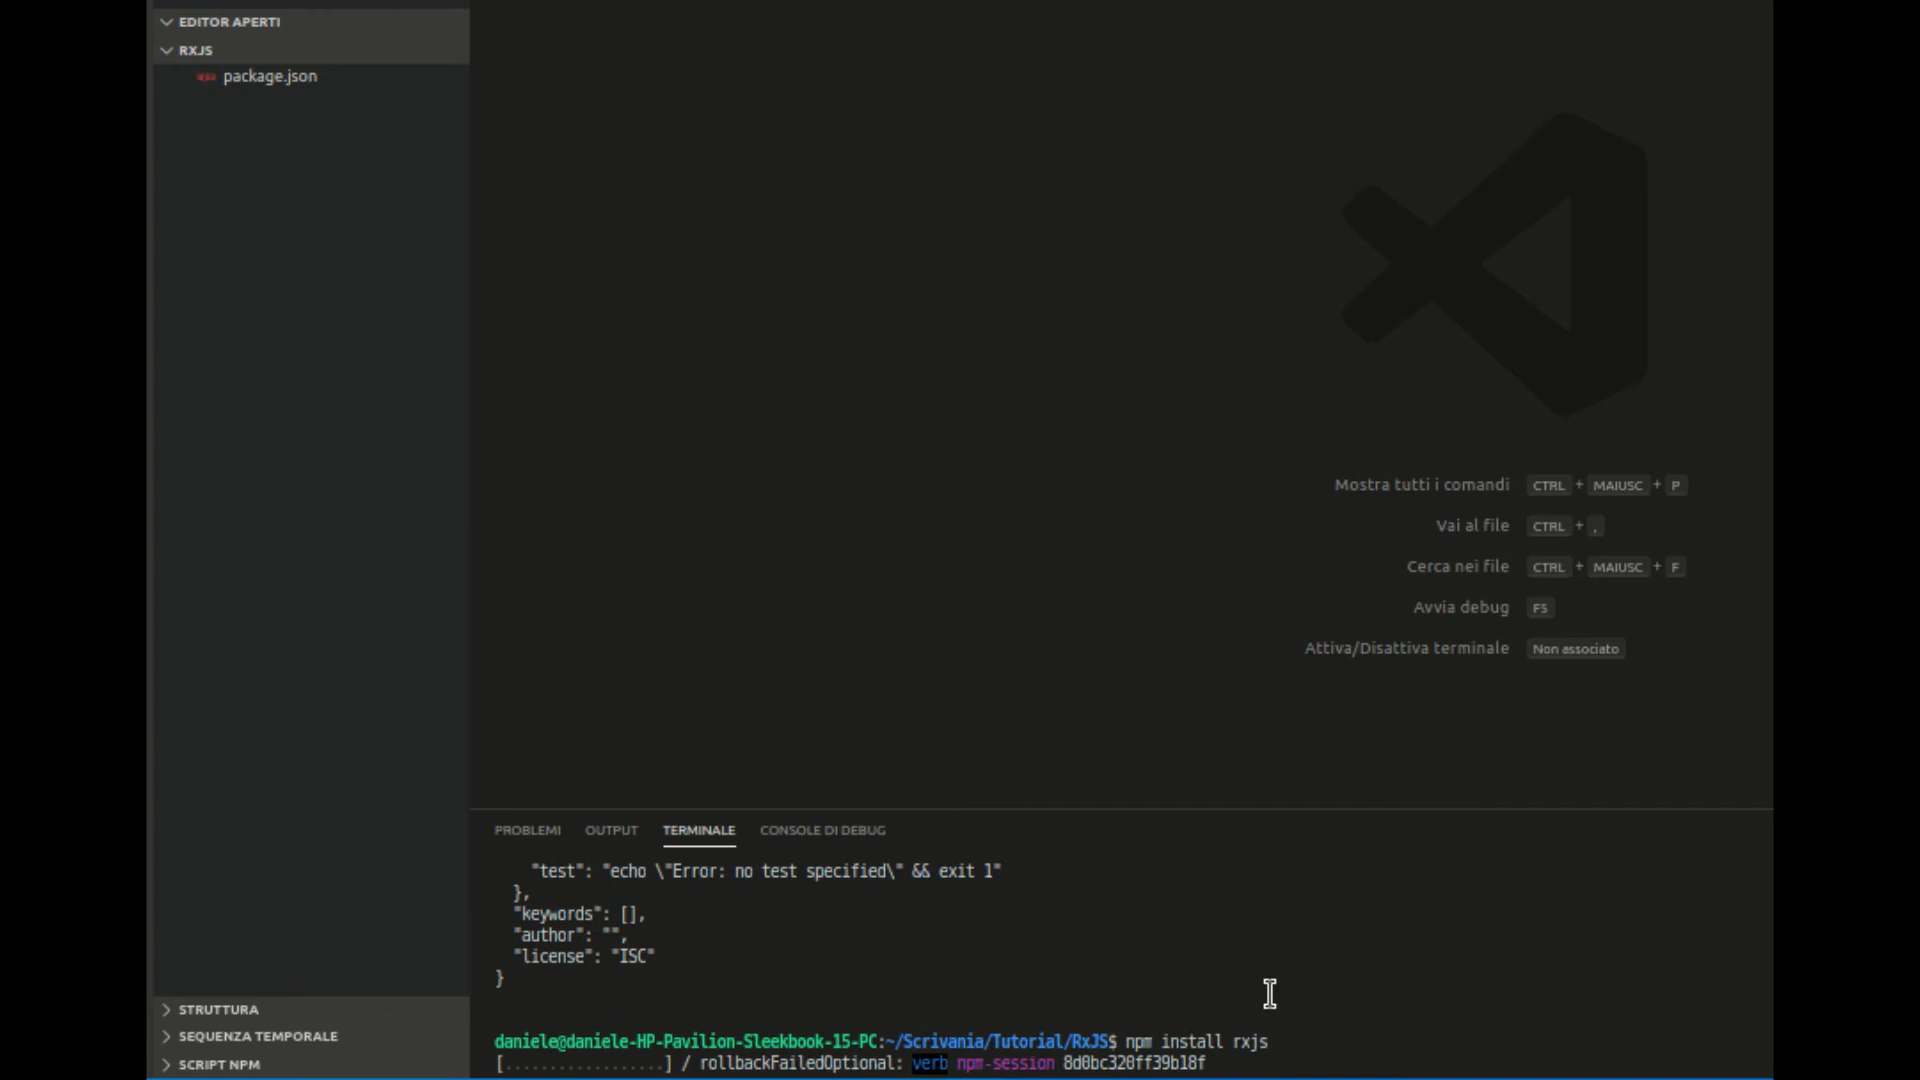 EDITOR APERTI
RXJS
package.json
Mostra tutti i comandi CTRL + MAIUSC + P
Vai al file CTRL + ,
Cerca nei file CTRL + MAIUSC + F
Avvia debug F5
Attiva/Disattiva terminale Non associato
PROBLEMI OUTPUT TERMINALE CONSOLE DI DEBUG
"test": "echo \"Error: no test specified\" && exit 1"
},
"keywords": [],
"author": "",
"license": "ISC"
}
daniele@daniele-HP-Pavilion-Sleekbook-15-PC:~/Scrivania/Tutorial/RxJS$ npm install rxjs
[..................] / rollbackFailedOptional: verb npm-session 8d0bc320ff39b18f
STRUTTURA
SEQUENZA TEMPORALE
SCRIPT NPM